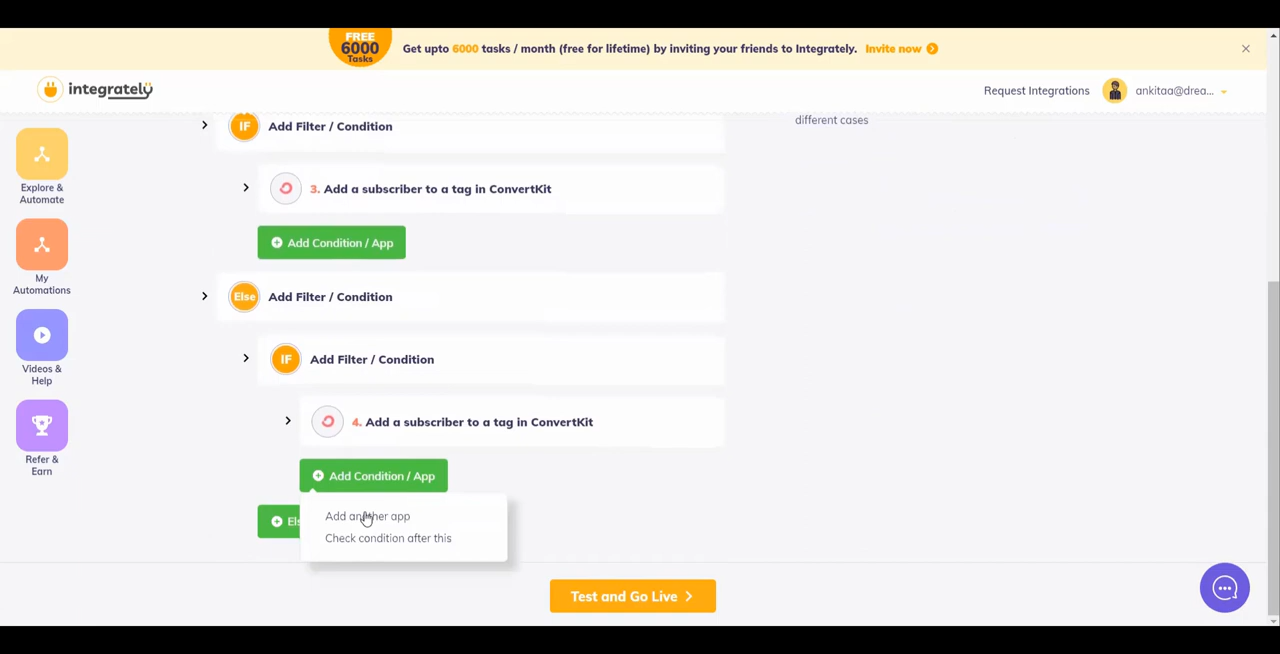 FREE
6000
Tasks
Get upto 6000 tasks / month (free for lifetime) by inviting your friends to Integrately. Invite now
integrately
Request Integrations
ankitaa@drea...
different cases
Explore &
Automate
My
Automations
Videos &
Help
Refer &
Earn
IF Add Filter / Condition
3. Add a subscriber to a tag in ConvertKit
Add Condition / App
Else Add Filter / Condition
IF Add Filter / Condition
4. Add a subscriber to a tag in ConvertKit
Add Condition / App
Add another app
Check condition after this
Test and Go Live